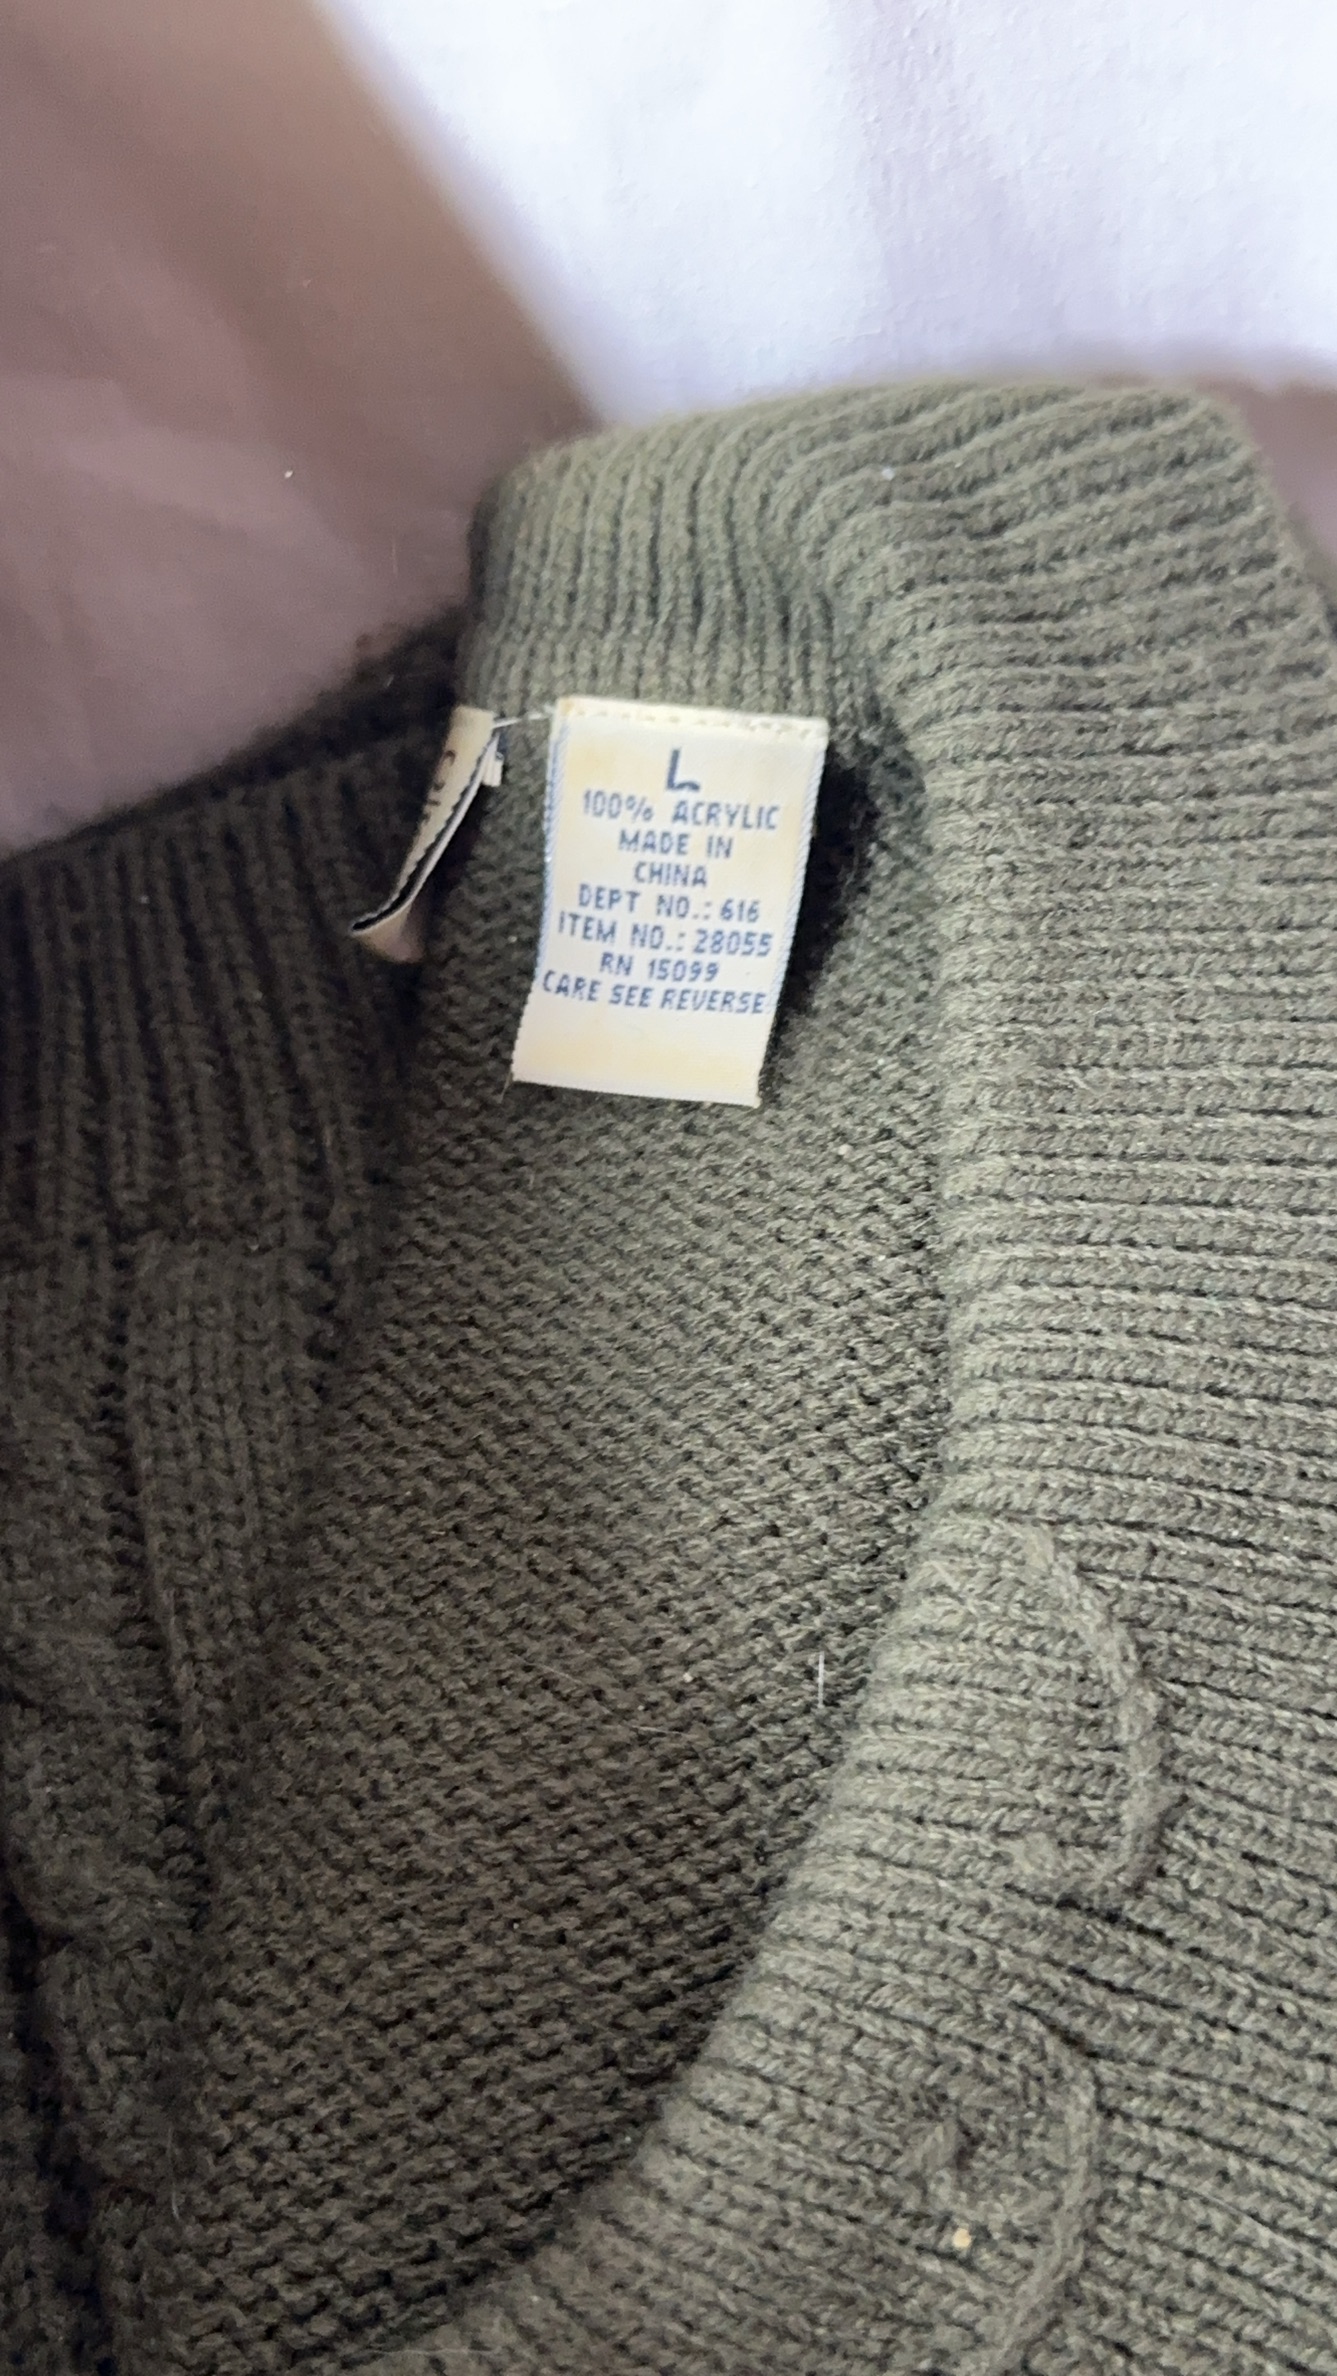 L
100% ACRYLIC
MADE IN
CHINA
DEPT NO.: 616
ITEM NO.: 28055
RN 15099
CARE SEE REVERSE